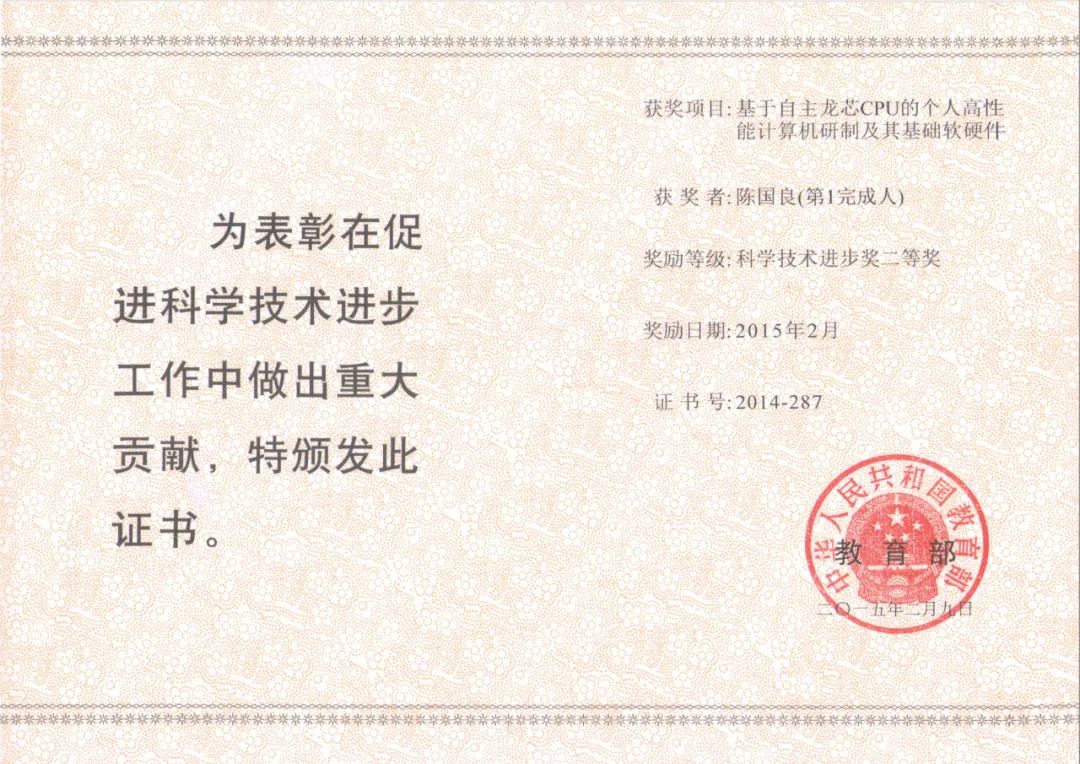 为表彰在促
进科学技术进步
工作中做出重大
贡献，特颁发此
证书。
获奖项目:基于自主龙芯CPU的个人高性
能计算机研制及其基础软硬件
获 奖 者:陈国良(第1完成人)
奖励等级:科学技术进步奖二等奖
奖励日期:2015年2月
证 书 号:2014-287
中华人民共和国教育部
教 育 部
二〇一五年二月九日